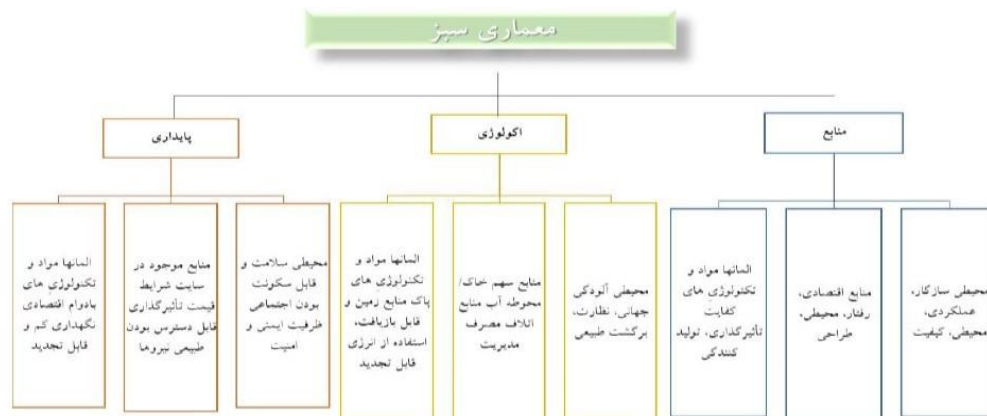 معماری سبز
منابع
اکولوژی
پایداری
محیطی سازگار،
عملکردی،
محیطی، کیفیت
منابع اقتصادی،
رفتار، محیطی،
طراحی
المانها مواد و
تکنولوژی های
کفایت
تأثیرگذاری، تولید
کنندگی
محیطی آلودگی
جهانی، نظارت،
برگشت طبیعی
منابع سهم خاک/
محوطه آب منابع
اتلاف مصرف
مدیریت
المانها مواد و
تکنولوژی های
پاک منابع زمین و
قابل بازیافت،
استفاده از انرژی
قابل تجدید
محیطی سلامت و
قابل سکونت
بودن اجتماعی
ظرفیت ایمنی و
امنیت
منابع موجود در
سایت شرایط
قیمت تأثیرگذاری
قابل دسترس بودن
طبیعی نیروها
المانها مواد و
تکنولوژی های
بادوام اقتصادی
نگهداری کم و
قابل تجدید